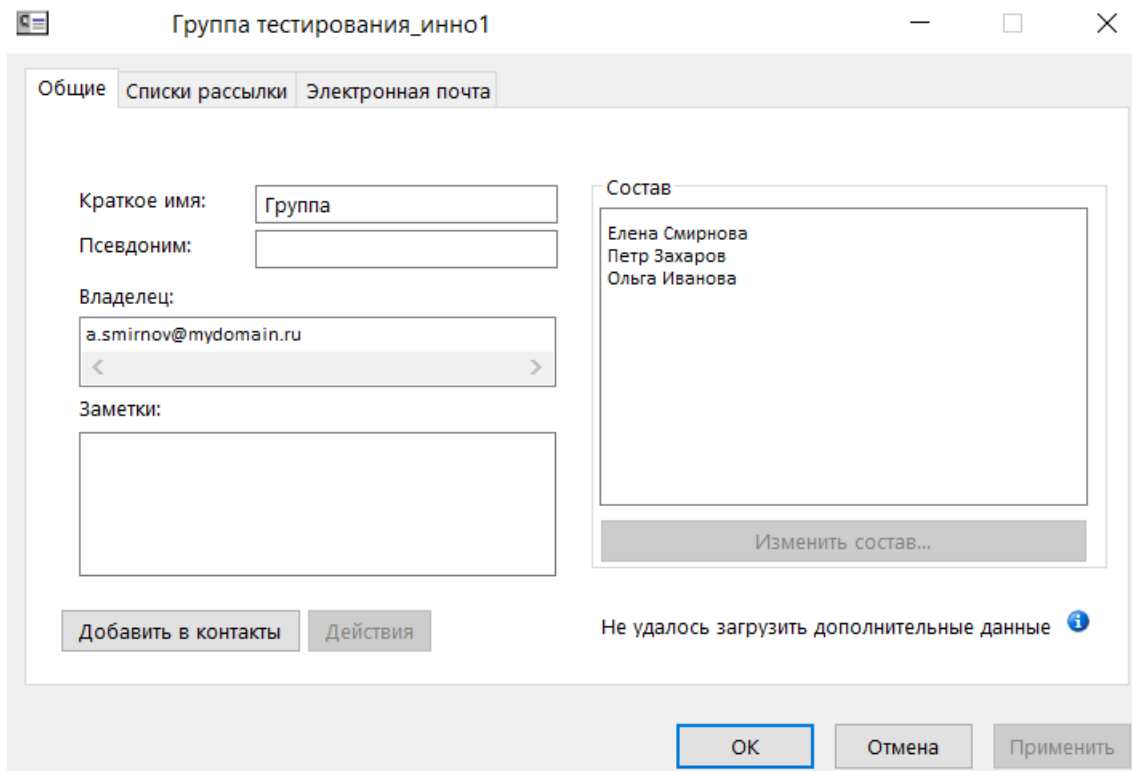 Группа тестирования_инно1
Общие Списки рассылки Электронная почта
Краткое имя: Группа
Псевдоним:
Владелец:
a.smirnov@mydomain.ru
Заметки:
Состав
Елена Смирнова
Петр Захаров
Ольга Иванова
Изменить состав...
Добавить в контакты Действия
Не удалось загрузить дополнительные данные
ОК Отмена Применить